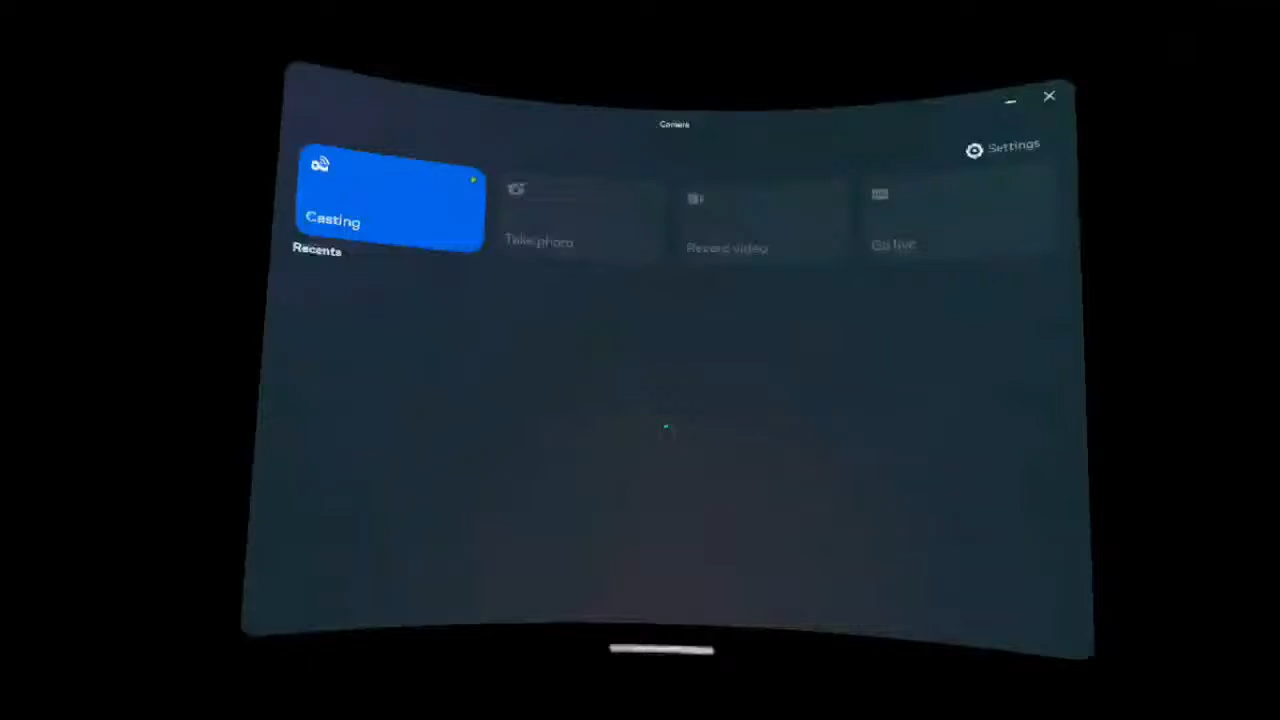 Camera
Settings
Casting
Take photo
Record video
Go live
Recents